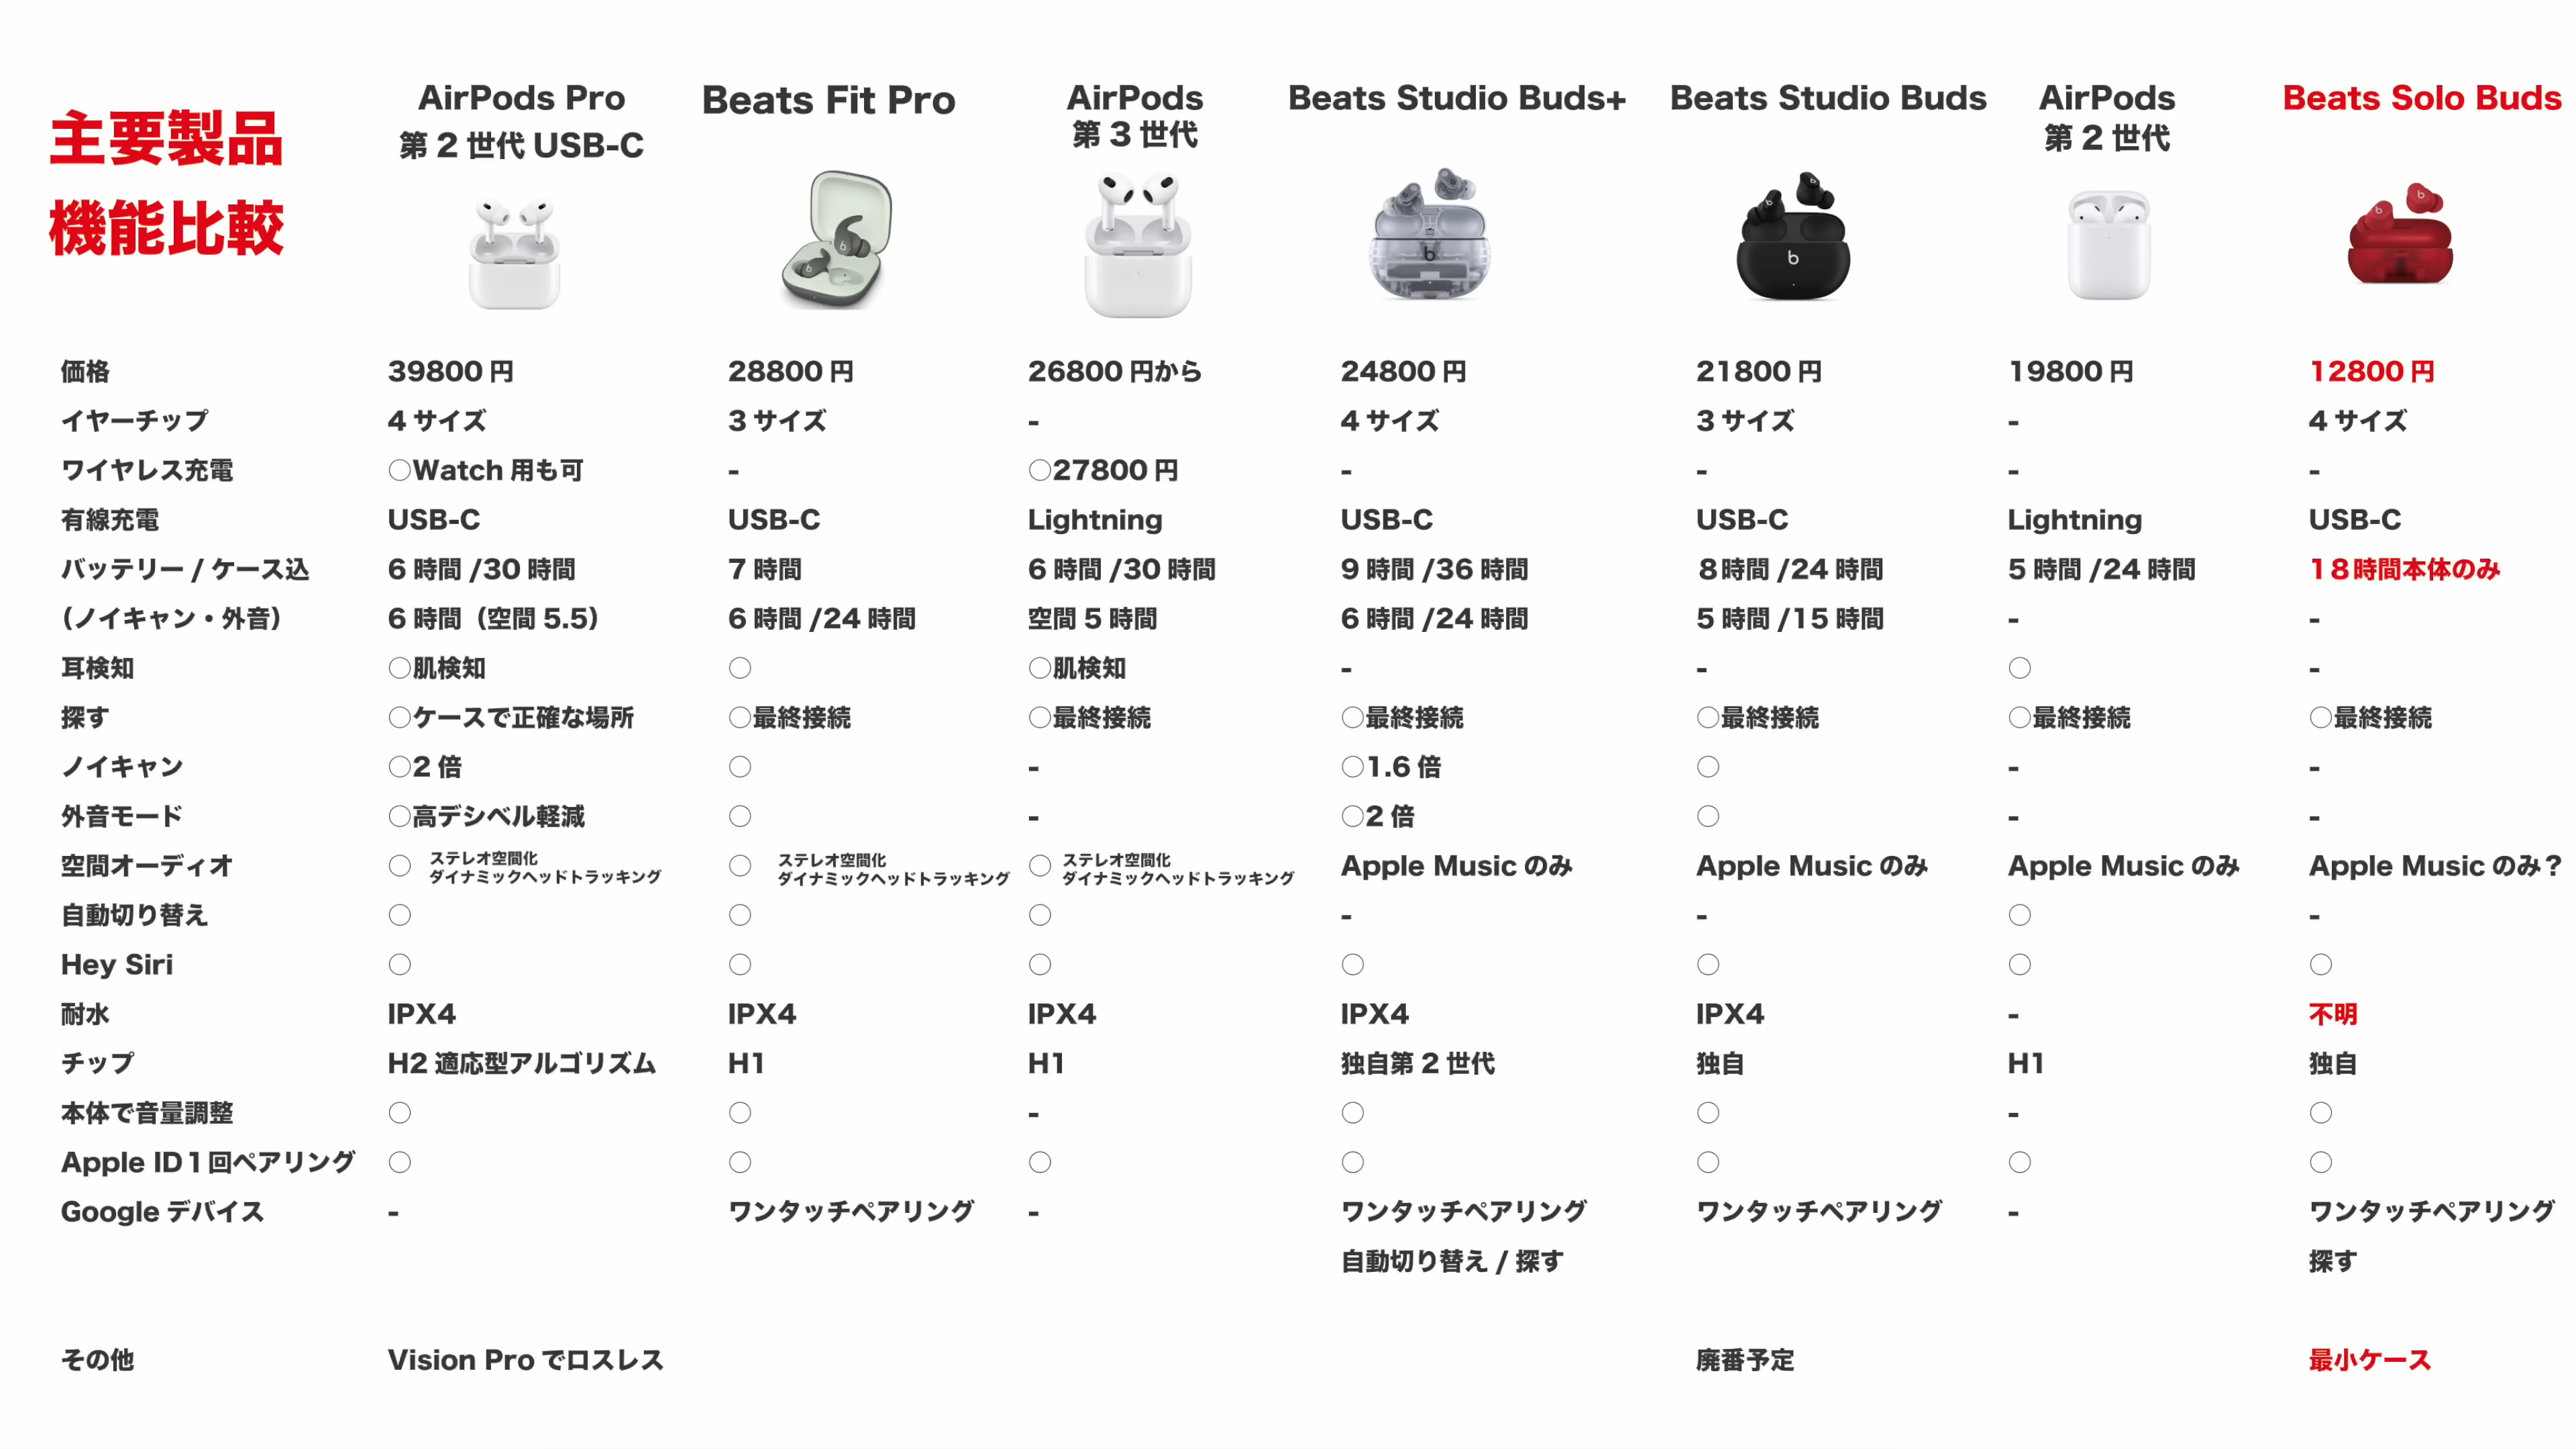 主要製品
機能比較
AirPods Pro
第2世代 USB-C
Beats Fit Pro
AirPods
第3世代
Beats Studio Buds+
Beats Studio Buds
AirPods
第2世代
Beats Solo Buds
価格 39800円 28800円 26800円から 24800円 21800円 19800円 12800円
イヤーチップ 4サイズ 3サイズ - 4サイズ 3サイズ - 4サイズ
ワイヤレス充電 ○Watch用も可 - ○27800円 - - - -
有線充電 USB-C USB-C Lightning USB-C USB-C Lightning USB-C
バッテリー / ケース込 6時間/30時間 7時間 6時間/30時間 9時間/36時間 8時間/24時間 5時間/24時間 18時間本体のみ
(ノイキャン・外音) 6時間(空間5.5) 6時間/24時間 空間5時間 6時間/24時間 5時間/15時間 - -
耳検知 ○肌検知 ○ ○肌検知 - - ○ -
探す ○ケースで正確な場所 ○最終接続 ○最終接続 ○最終接続 ○最終接続 ○最終接続 ○最終接続
ノイキャン ○2倍 ○ - ○1.6倍 ○ - -
外音モード ○高デシベル軽減 ○ - ○2倍 ○ - -
空間オーディオ ○ ステレオ空間化 ダイナミックヘッドトラッキング ○ ステレオ空間化 ダイナミックヘッドトラッキング ○ ステレオ空間化 ダイナミックヘッドトラッキング Apple Musicのみ Apple Musicのみ Apple Musicのみ Apple Musicのみ?
自動切り替え ○ ○ ○ - - ○ -
Hey Siri ○ ○ ○ ○ ○ ○ ○
耐水 IPX4 IPX4 IPX4 IPX4 IPX4 - 不明
チップ H2 適応型アルゴリズム H1 H1 独自第2世代 独自 H1 独自
本体で音量調整 ○ ○ - ○ ○ - ○
Apple ID1回ペアリング ○ ○ ○ ○ ○ ○ ○
Googleデバイス - ワンタッチペアリング - ワンタッチペアリング ワンタッチペアリング - ワンタッチペアリング
自動切り替え / 探す 探す
その他 Vision Proでロスレス 廃番予定 最小ケース